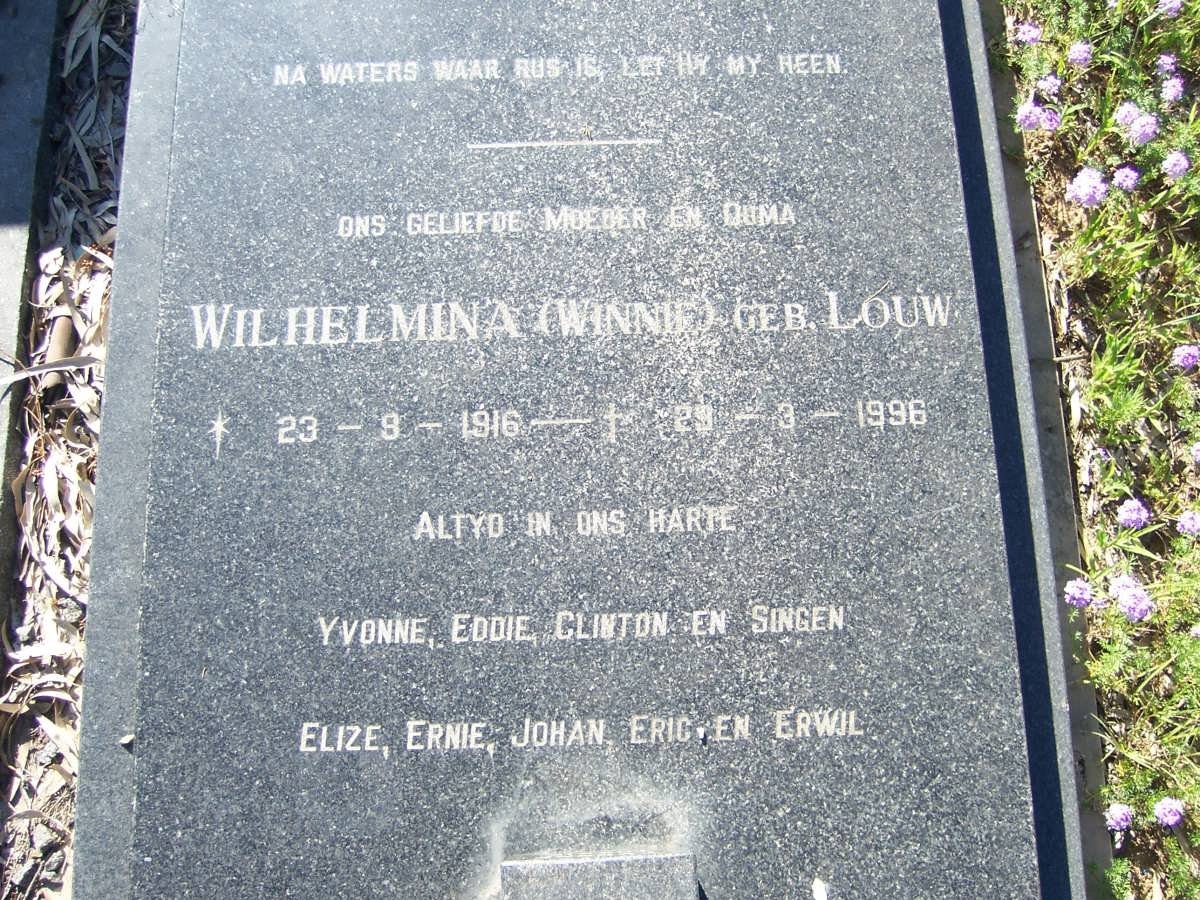 NA WATERS WAAR RUS IS, LEI HY MY HEEN.
ONS GELIEFDE MOEDER EN OUMA
WILHELMINA (WINNIE) GEB. LOUW
23 - 9 - 1916 — † 29 - 3 - 1996
ALTYD IN ONS HARTE
YVONNE, EDDIE, CLINTON EN SINGEN
ELIZE, ERNIE, JOHAN, ERIC EN ERWIL